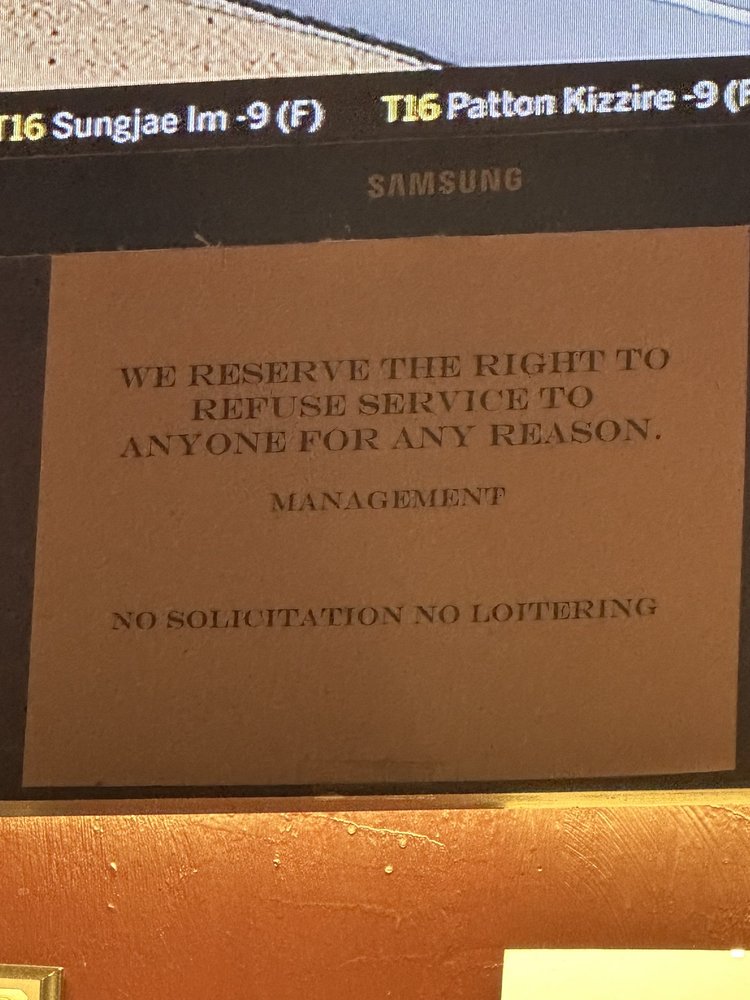 T16 Sungjae Im -9 (F) T16 Patton Kizzire -9 (F
SAMSUNG
WE RESERVE THE RIGHT TO
REFUSE SERVICE TO
ANYONE FOR ANY REASON.
MANAGEMENT
NO SOLICITATION NO LOITERING